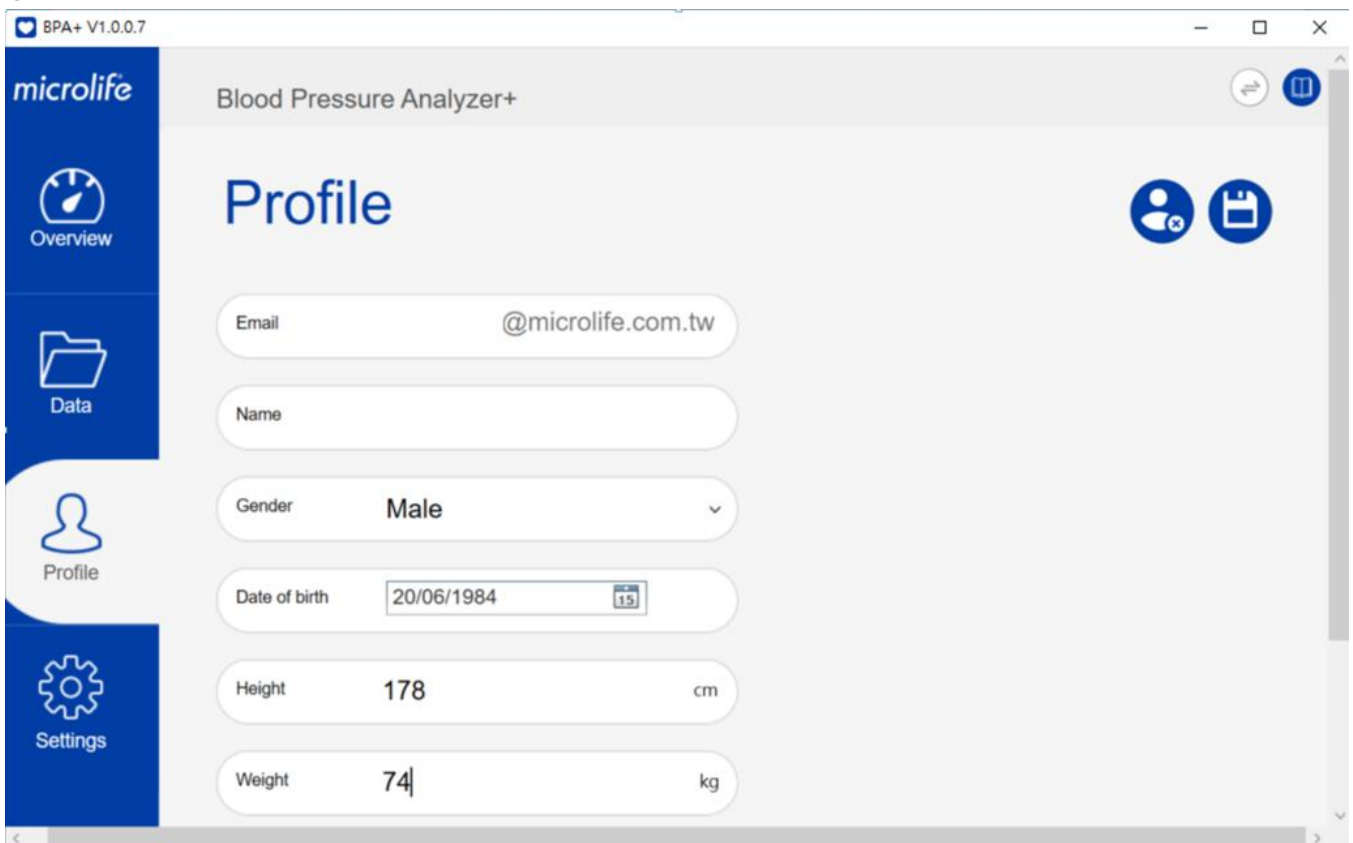 BPA+ V1.0.0.7
microlife
Blood Pressure Analyzer+
Overview
Data
Profile
Settings
Profile
Email @microlife.com.tw
Name
Gender Male
Date of birth 20/06/1984 15
Height 178 cm
Weight 74 kg